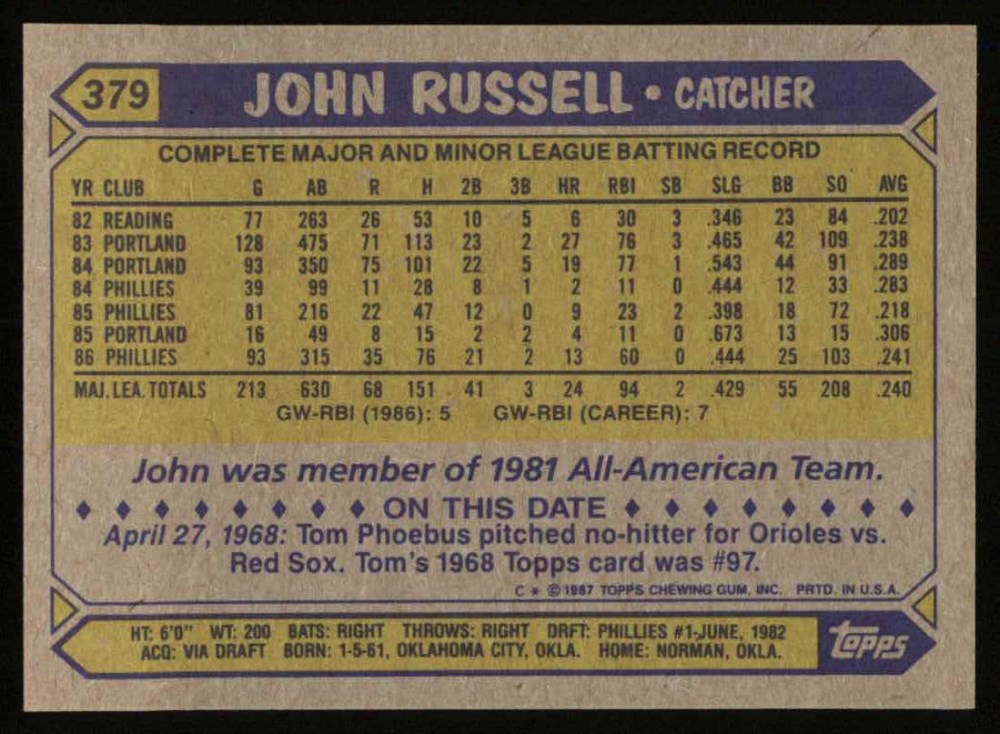 379 JOHN RUSSELL • CATCHER
COMPLETE MAJOR AND MINOR LEAGUE BATTING RECORD
YR CLUB G AB R H 2B 3B HR RBI SB SLG BB SO AVG
82 READING 77 263 26 53 10 5 6 30 3 .346 23 84 .202
83 PORTLAND 128 475 71 113 23 2 27 76 3 .465 42 109 .238
84 PORTLAND 93 350 75 101 22 5 19 77 1 .543 44 91 .289
84 PHILLIES 39 99 11 28 8 1 2 11 0 .444 12 33 .283
85 PHILLIES 81 216 22 47 12 0 9 23 2 .398 18 72 .218
85 PORTLAND 16 49 8 15 2 2 4 11 0 .673 13 15 .306
86 PHILLIES 93 315 35 76 21 2 13 60 0 .444 25 103 .241
MAJ. LEA. TOTALS 213 630 68 151 41 3 24 94 2 .429 55 208 .240
GW-RBI (1986): 5 GW-RBI (CAREER): 7
John was member of 1981 All-American Team.
♦ ♦ ♦ ♦ ♦ ♦ ♦ ♦ ON THIS DATE ♦ ♦ ♦ ♦ ♦ ♦ ♦ ♦
April 27, 1968: Tom Phoebus pitched no-hitter for Orioles vs.
Red Sox. Tom's 1968 Topps card was #97.
C * © 1987 TOPPS CHEWING GUM, INC. PRTD. IN U.S.A.
HT: 6'0" WT: 200 BATS: RIGHT THROWS: RIGHT DRFT: PHILLIES #1-JUNE, 1982
ACQ: VIA DRAFT BORN: 1-5-61, OKLAHOMA CITY, OKLA. HOME: NORMAN, OKLA.
topps